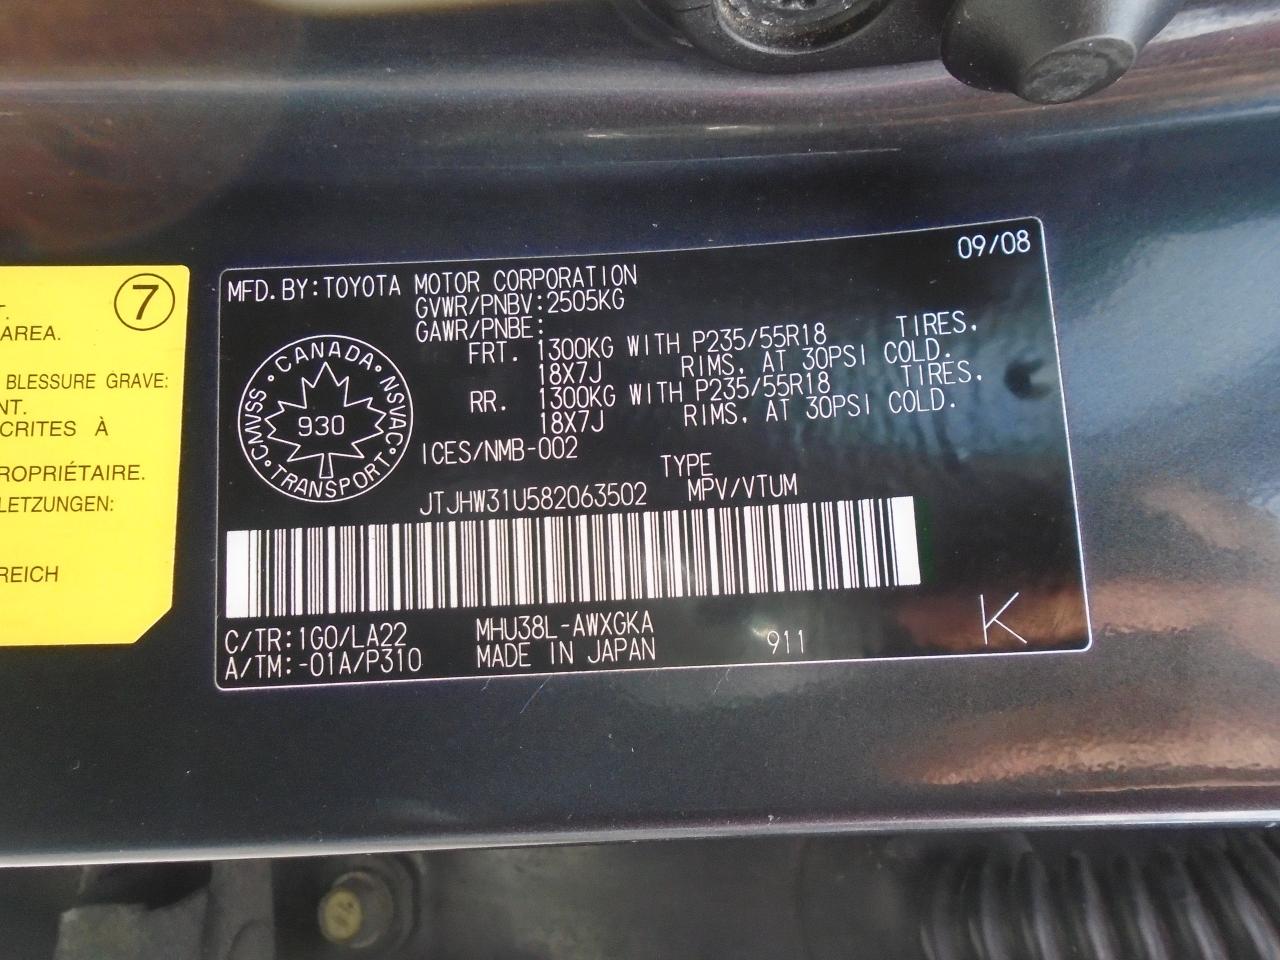 7
T.
AREA.
BLESSURE GRAVE:
NT.
CRITES À
ROPRIÉTAIRE.
LETZUNGEN:
REICH
09/08
MFD.BY:TOYOTA MOTOR CORPORATION
GVWR/PNBV:2505KG
GAWR/PNBE:
FRT. 1300KG WITH P235/55R18 TIRES,
18X7J RIMS, AT 30PSI COLD.
RR. 1300KG WITH P235/55R18 TIRES,
18X7J RIMS, AT 30PSI COLD.
CANADA · NSVAC · TRANSPORT · CMVSS ·
930
ICES/NMB-002
TYPE
JTJHW31U582063502 MPV/VTUM
C/TR:1G0/LA22 MHU38L-AWXGKA
A/TM:-01A/P310 MADE IN JAPAN 911 K